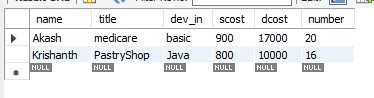 name title dev_in scost dcost number
Akash medicare basic 900 17000 20
Krishanth PastryShop Java 800 10000 16
NULL NULL NULL NULL NULL NULL